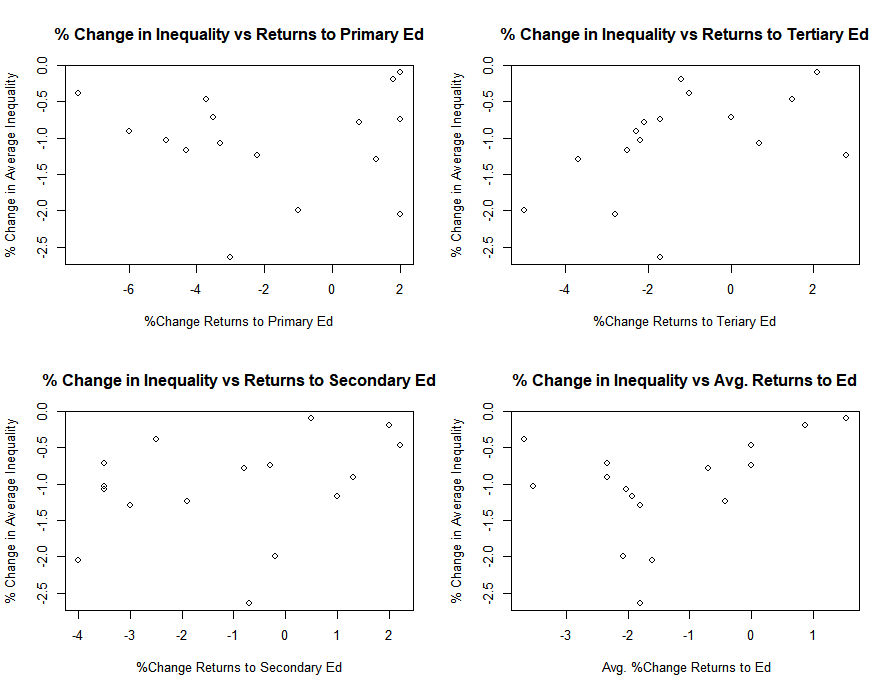 % Change in Inequality vs Returns to Primary Ed
% Change in Average Inequality
0.0
-0.5
-1.0
-1.5
-2.0
-2.5
-6 -4 -2 0 2
%Change Returns to Primary Ed
% Change in Inequality vs Returns to Tertiary Ed
% Change in Average Inequality
0.0
-0.5
-1.0
-1.5
-2.0
-2.5
-4 -2 0 2
%Change Returns to Teriary Ed
% Change in Inequality vs Returns to Secondary Ed
% Change in Average Inequality
0.0
-0.5
-1.0
-1.5
-2.0
-2.5
-4 -3 -2 -1 0 1 2
%Change Returns to Secondary Ed
% Change in Inequality vs Avg. Returns to Ed
% Change in Average Inequality
0.0
-0.5
-1.0
-1.5
-2.0
-2.5
-3 -2 -1 0 1
Avg. %Change Returns to Ed